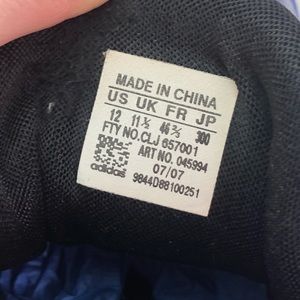 MADE IN CHINA
US UK FR JP
12 11½ 46⅔ 300
FTY NO.CLJ 657001
ART NO. 045994
07/07
adidas 9844D88100251